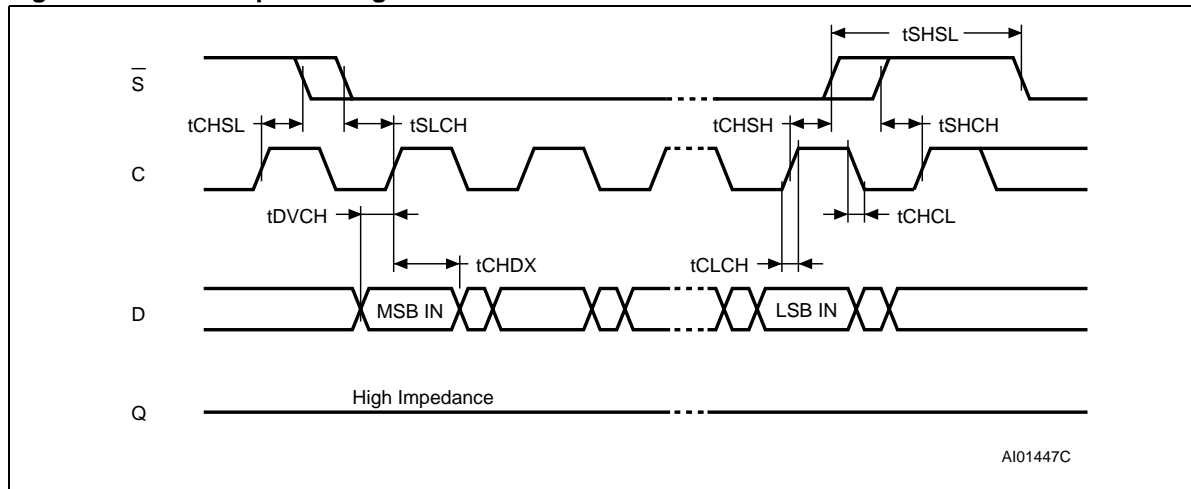 tSHSL
S
tCHSL
tSLCH
tCHSH
tSHCH
C
tDVCH
tCHCL
tCHDX
tCLCH
D
MSB IN
LSB IN
High Impedance
Q
AI01447C